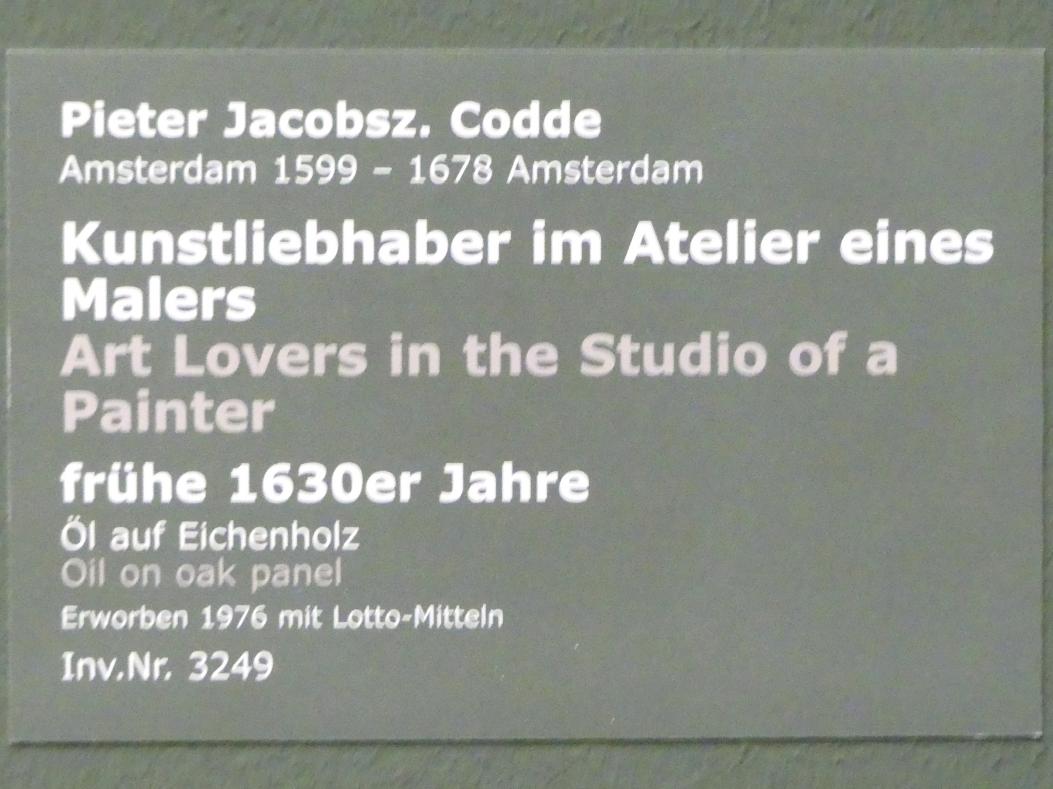 Pieter Jacobsz. Codde
Amsterdam 1599 – 1678 Amsterdam
Kunstliebhaber im Atelier eines
Malers
Art Lovers in the Studio of a
Painter
frühe 1630er Jahre
Öl auf Eichenholz
Oil on oak panel
Erworben 1976 mit Lotto-Mitteln
Inv.Nr. 3249